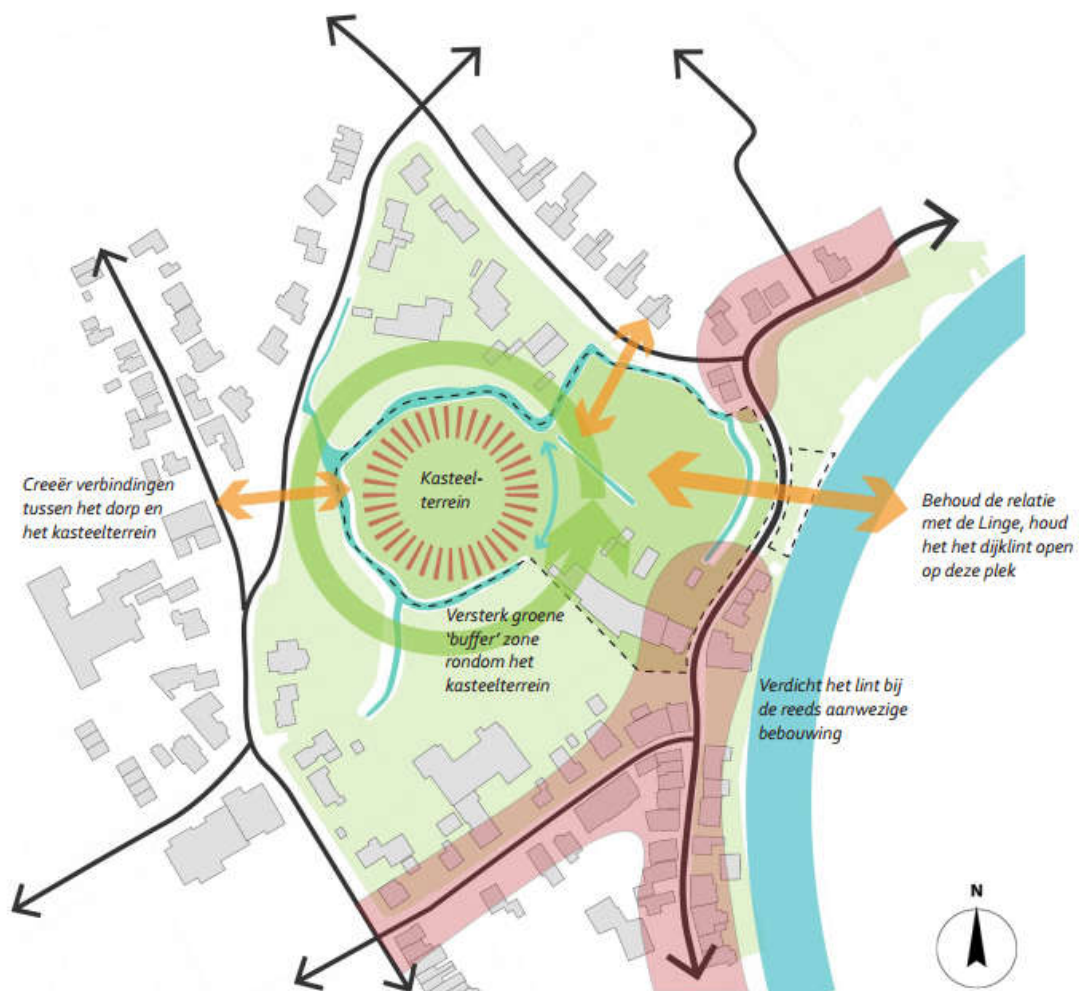 N
Kasteel-
terrein
Creeër verbindingen
tussen het dorp en
het kasteelterrein
Behoud de relatie
met de Linge, houd
het het dijklint open
op deze plek
Versterk groene
'buffer' zone
rondom het
kasteelterrein
Verdicht het lint bij
de reeds aanwezige
bebouwing